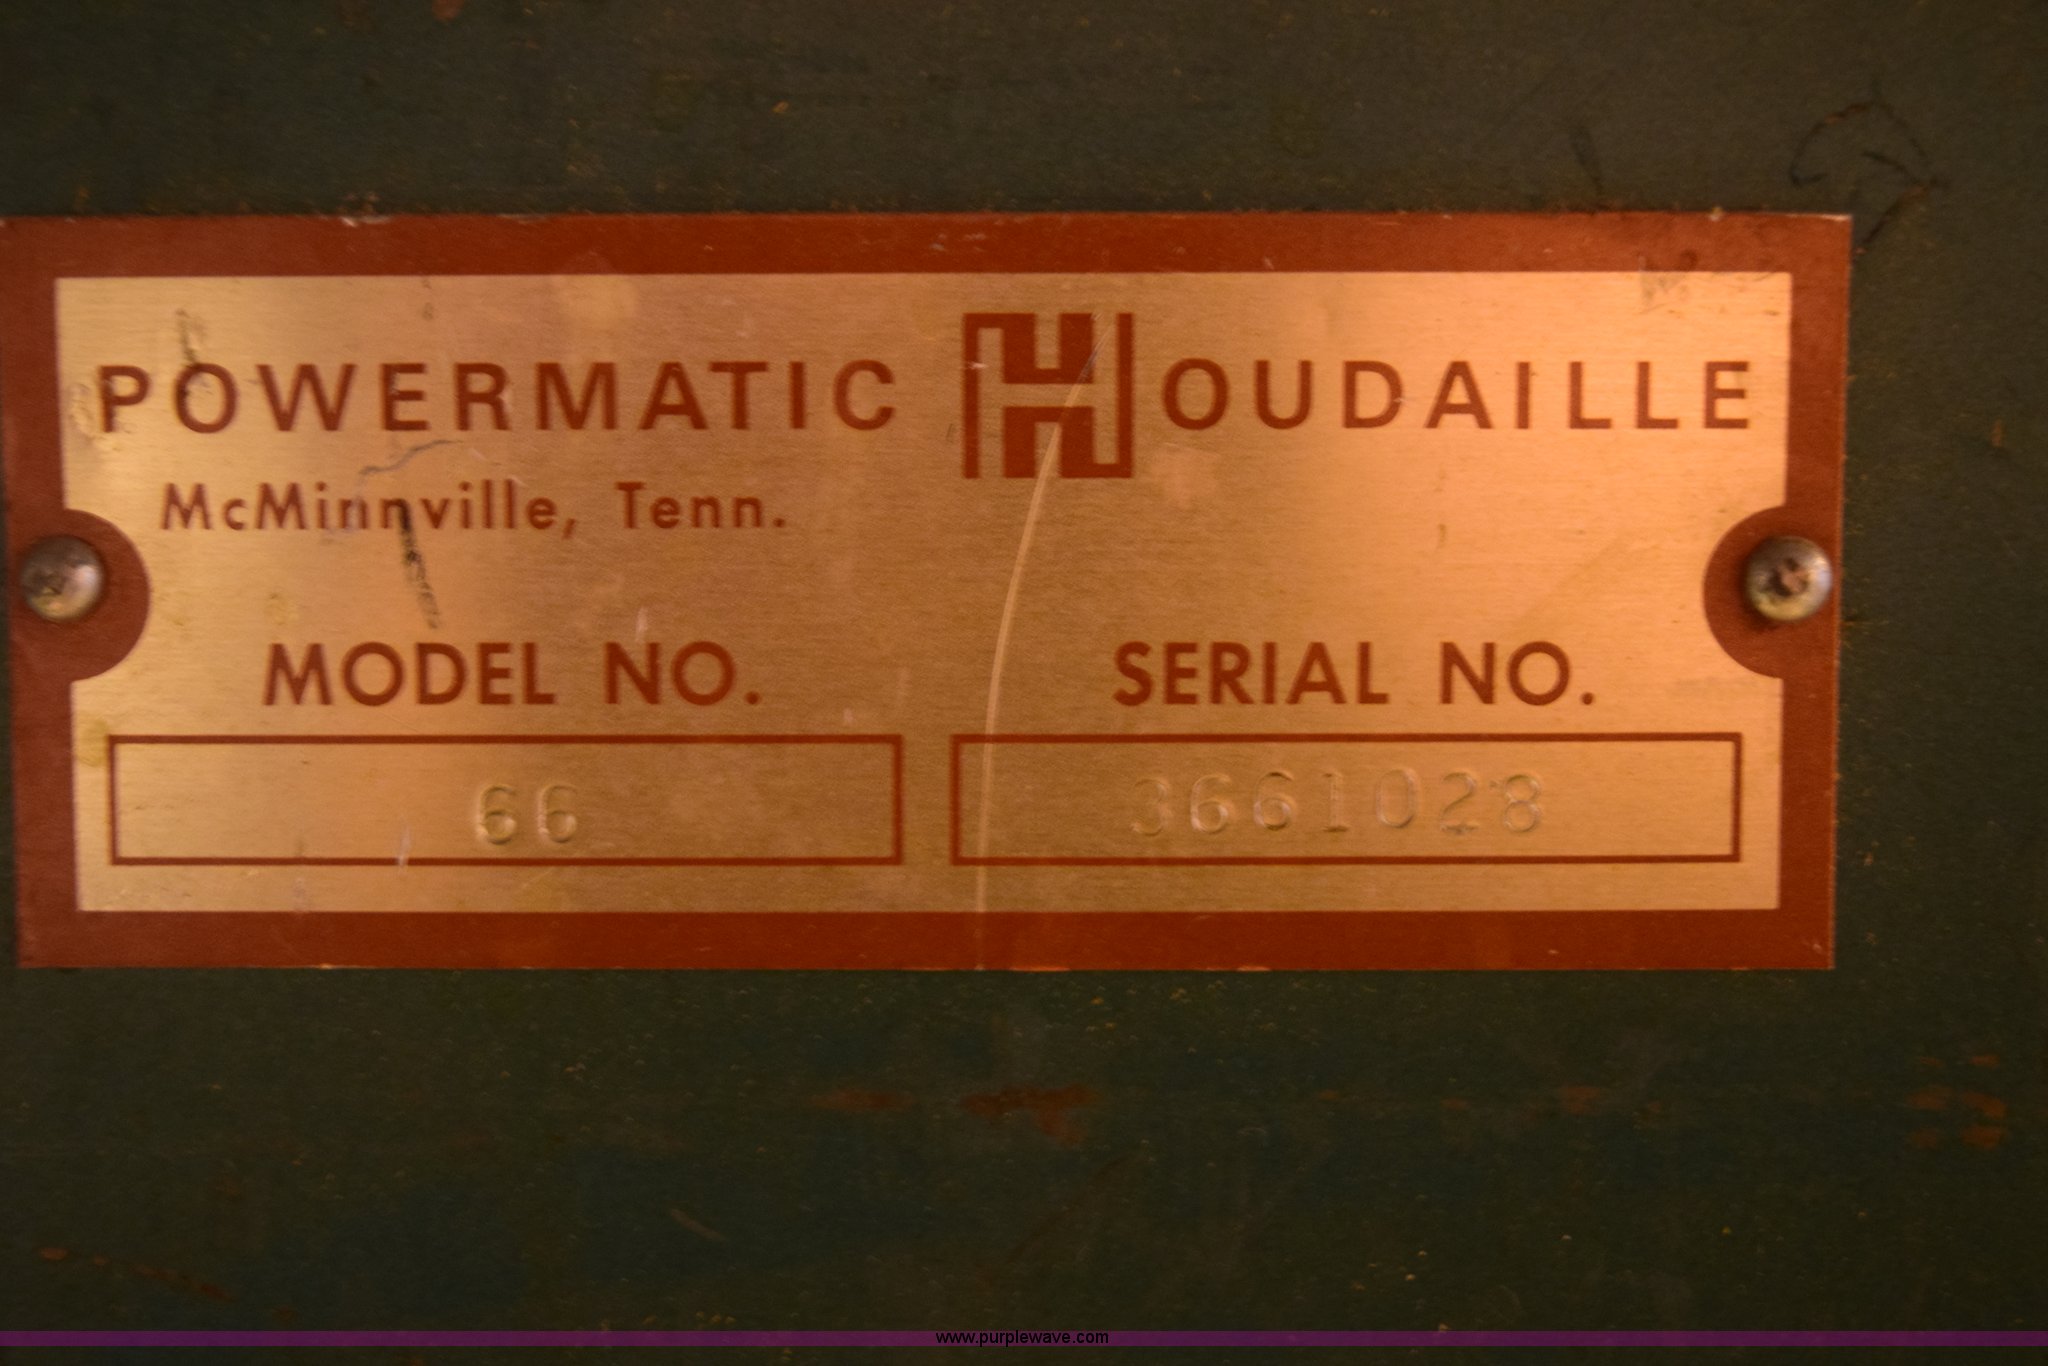 POWERMATIC HOUDAILLE
McMinnville, Tenn.
MODEL NO. SERIAL NO.
66 3661028
www.purplewave.com